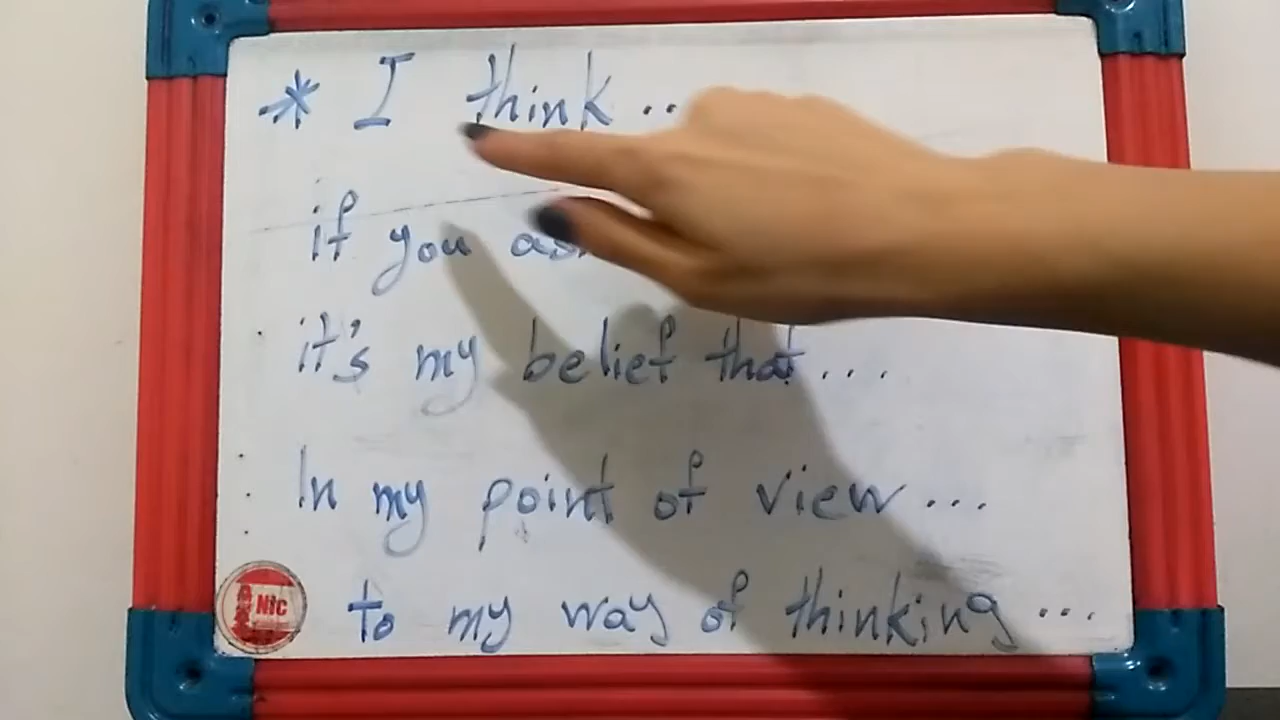 * I think ..
if you
it's my belief that...
In my point of view...
to my way of thinking...
Nic